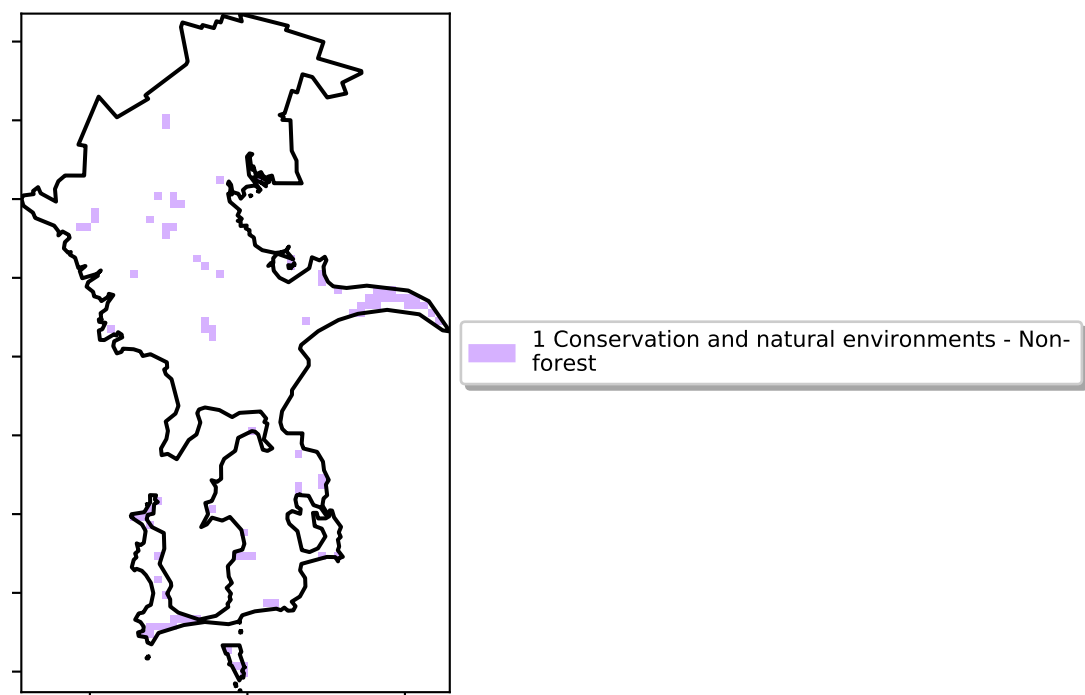 1 Conservation and natural environments - Non-
forest